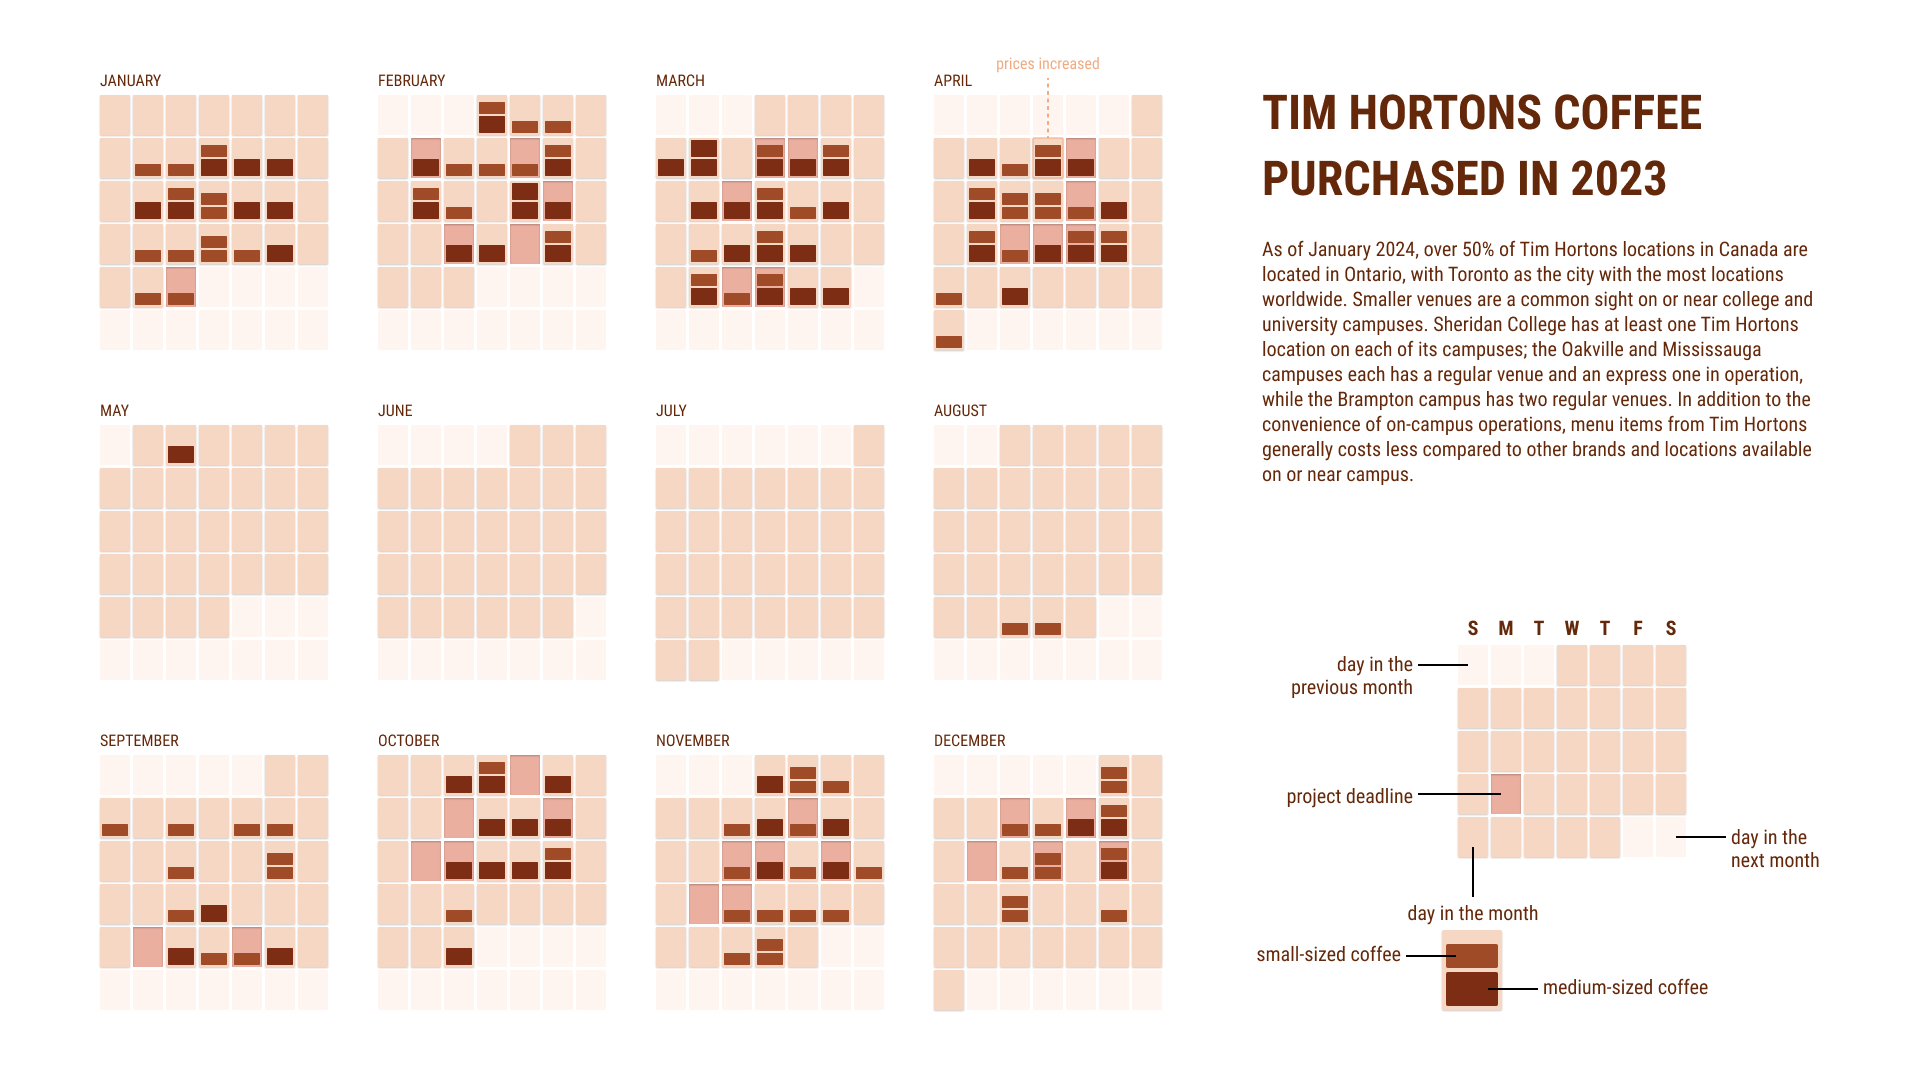 prices increased
JANUARY
FEBRUARY
MARCH
APRIL
MAY
JUNE
JULY
AUGUST
SEPTEMBER
OCTOBER
NOVEMBER
DECEMBER
TIM HORTONS COFFEE
PURCHASED IN 2023
As of January 2024, over 50% of Tim Hortons locations in Canada are
located in Ontario, with Toronto as the city with the most locations
worldwide. Smaller venues are a common sight on or near college and
university campuses. Sheridan College has at least one Tim Hortons
location on each of its campuses; the Oakville and Mississauga
campuses each has a regular venue and an express one in operation,
while the Brampton campus has two regular venues. In addition to the
convenience of on-campus operations, menu items from Tim Hortons
generally costs less compared to other brands and locations available
on or near campus.
S M T W T F S
day in the
previous month
project deadline
day in the
next month
day in the month
small-sized coffee
medium-sized coffee